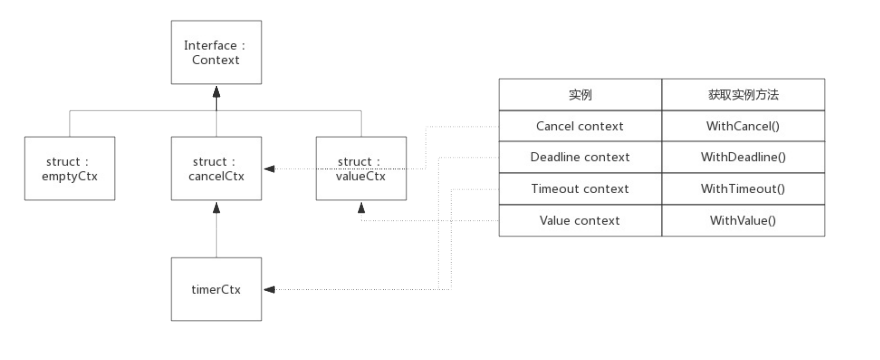 Interface：
Context
struct：
emptyCtx
struct：
cancelCtx
struct：
valueCtx
timerCtx
实例 获取实例方法
Cancel context WithCancel()
Deadline context WithDeadline()
Timeout context WithTimeout()
Value context WithValue()